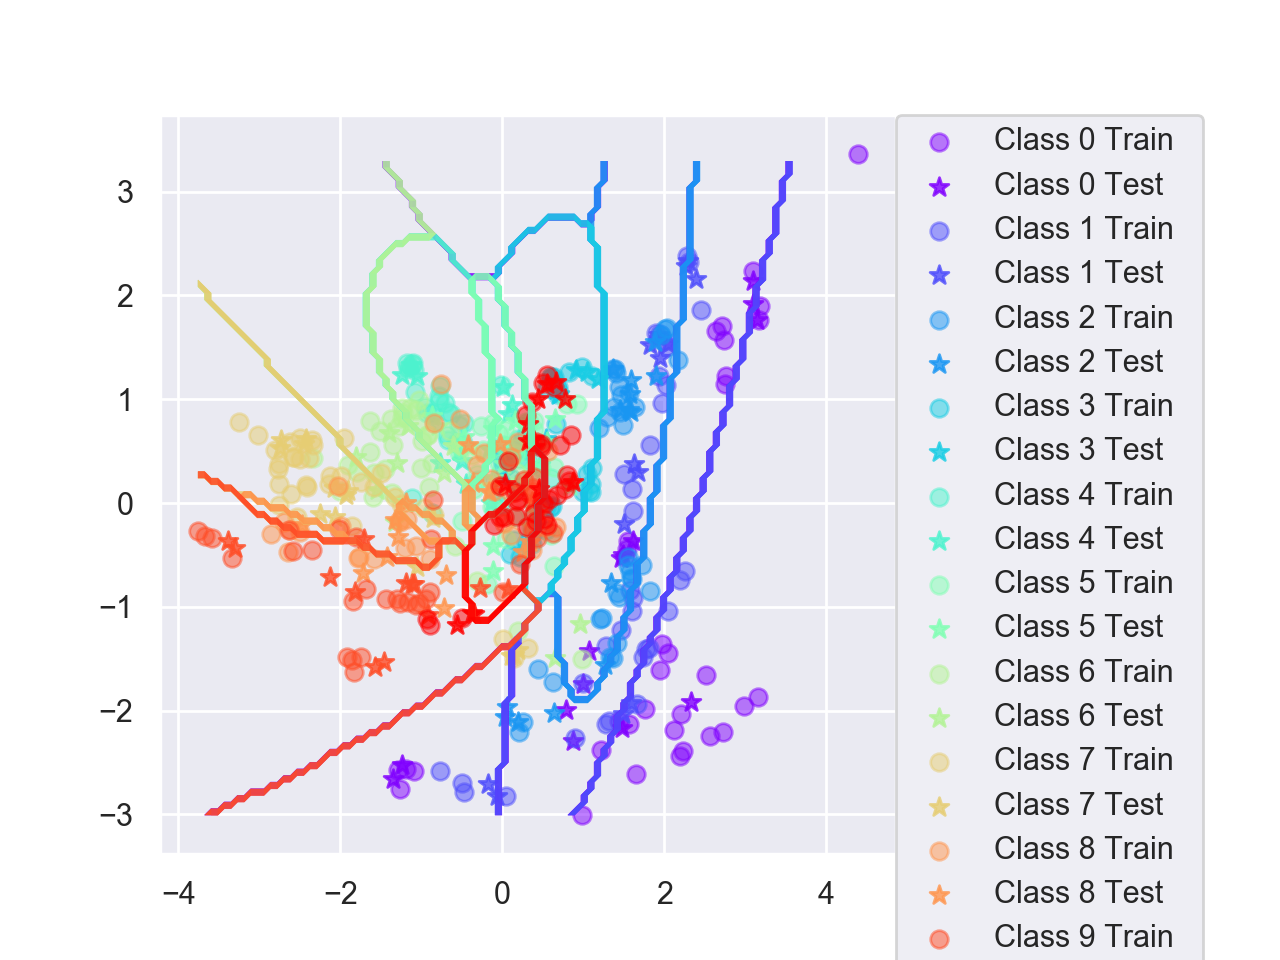 3
2
1
0
−1
−2
−3
−4
−2
0
2
4
Class 0 Train
Class 0 Test
Class 1 Train
Class 1 Test
Class 2 Train
Class 2 Test
Class 3 Train
Class 3 Test
Class 4 Train
Class 4 Test
Class 5 Train
Class 5 Test
Class 6 Train
Class 6 Test
Class 7 Train
Class 7 Test
Class 8 Train
Class 8 Test
Class 9 Train